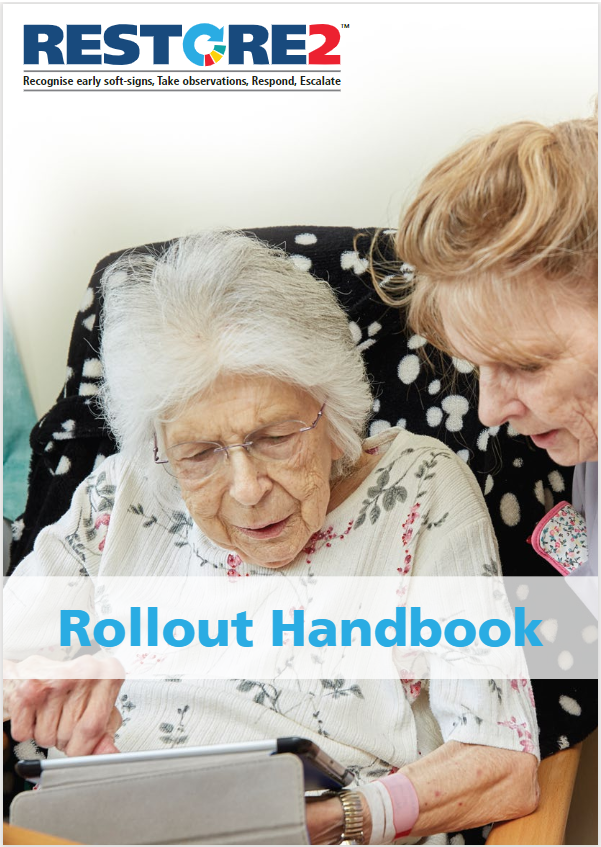 RESTORE2™
Recognise early soft-signs, Take observations, Respond, Escalate
Rollout Handbook